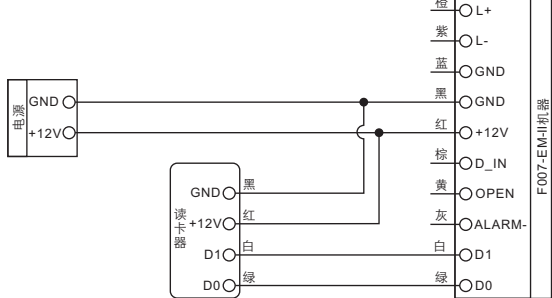 橙 L+
紫 L-
蓝 GND
电源
GND 黑 GND
+12V 红 +12V
棕 D_IN
黄 OPEN
灰 ALARM-
白 D1
绿 D0
F007-EM-II机器
读卡器
GND 黑
+12V 红
D1 白
D0 绿